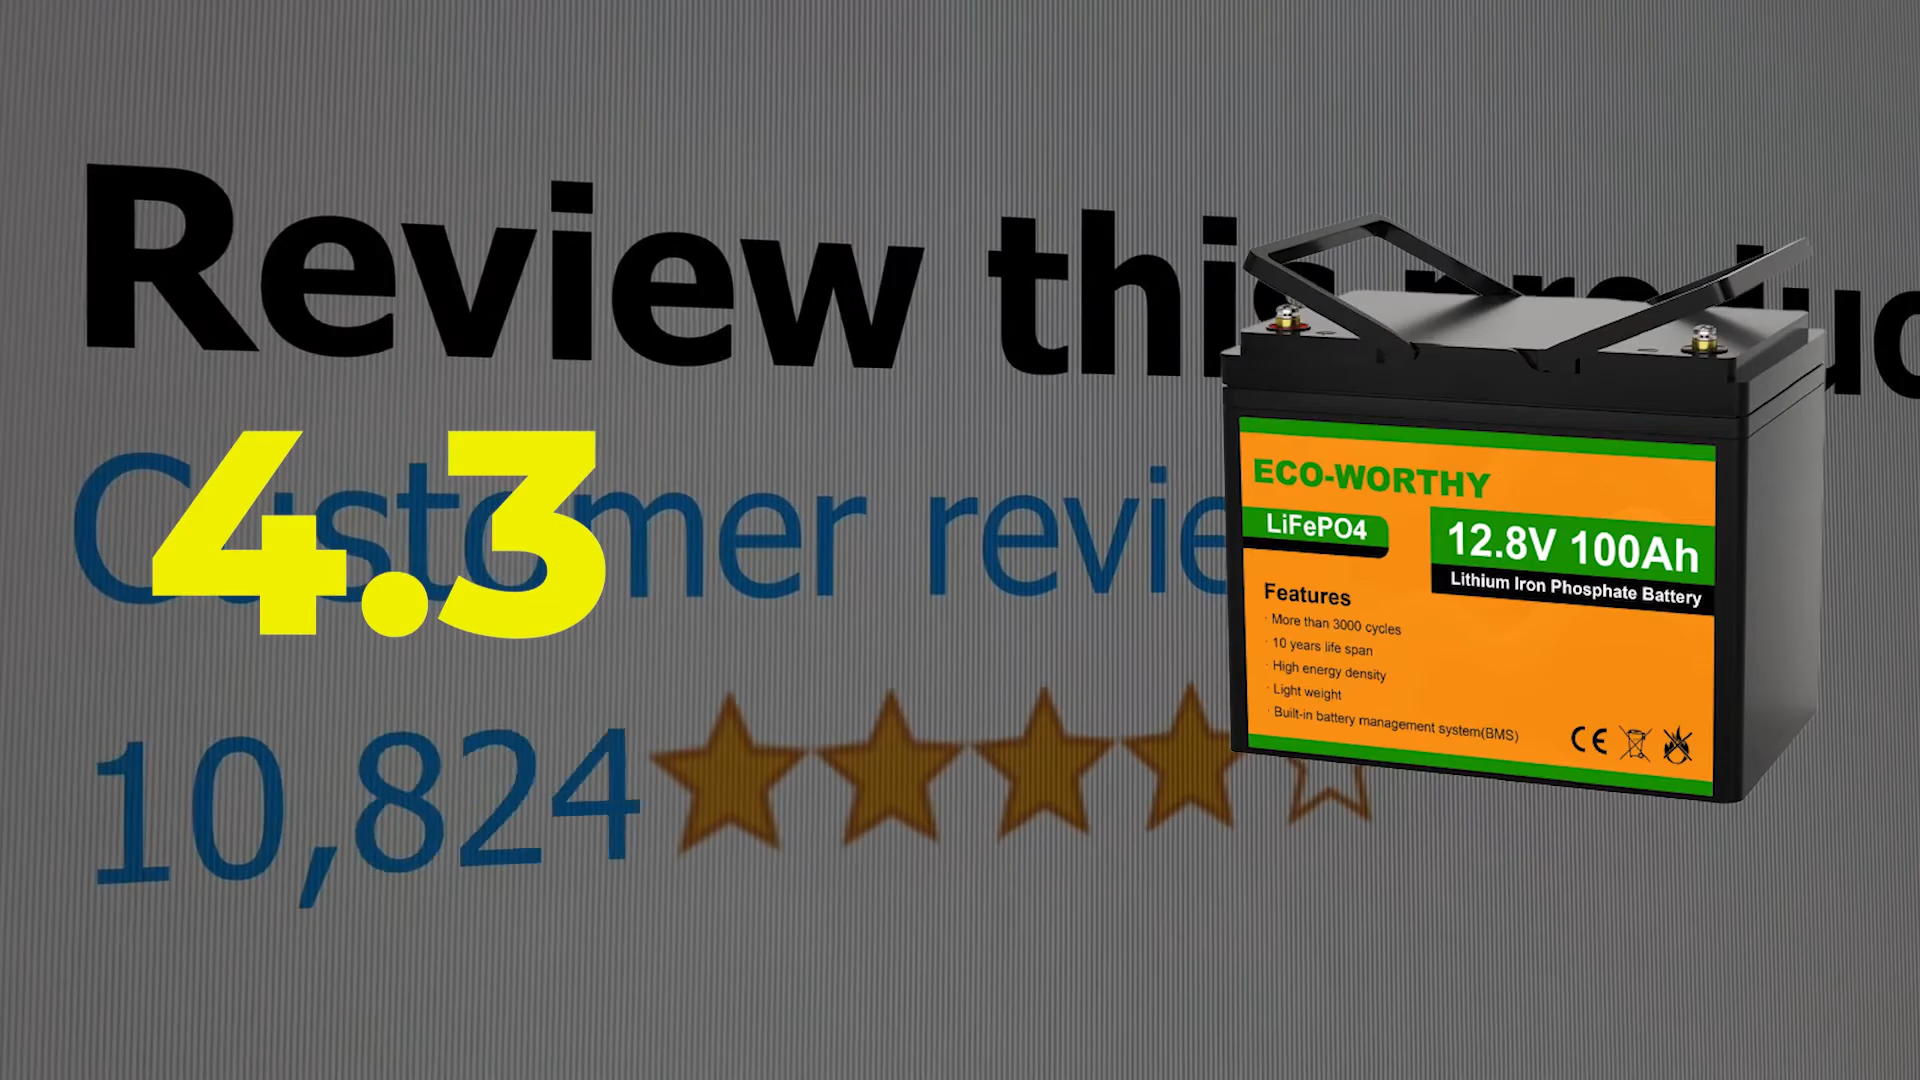 Review this produc
4.3
Customer revie
10,824
ECO-WORTHY
LiFePO4
12.8V 100Ah
Lithium Iron Phosphate Battery
Features
· More than 3000 cycles
· 10 years life span
· High energy density
· Light weight
· Built-in battery management system(BMS)
CE